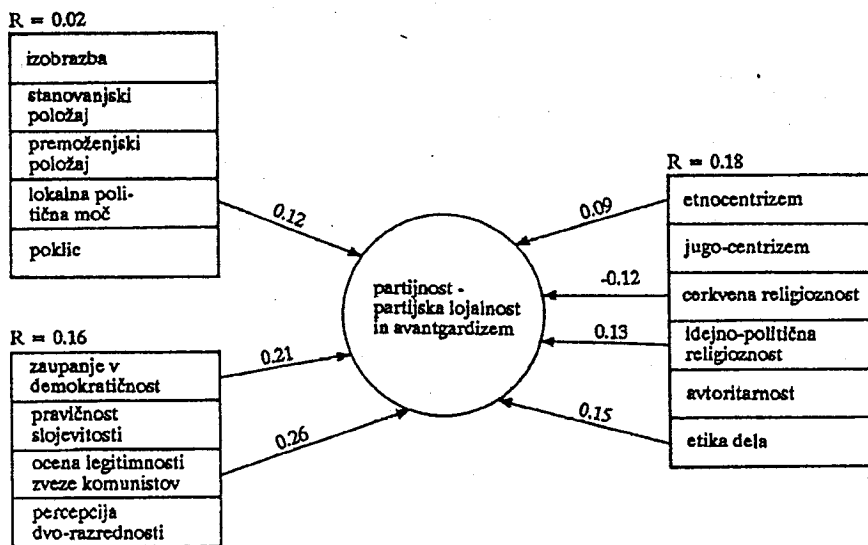 R = 0.02
izobrazba
stanovanjski
položaj
premoženjski
položaj
lokalna poli-
tična moč
poklic
0.12
R = 0.16
zaupanje v
demokratičnost
pravičnost
slojevitosti
ocena legitimnosti
zveze komunistov
percepcija
dvo-razrednosti
0.21
0.26
partijnost -
partijska lojalnost
in avantgardizem
R = 0.18
etnocentrizem
jugo-centrizem
cerkvena religioznost
idejno-politična
religioznost
avtoritarnost
etika dela
0.09
-0.12
0.13
0.15